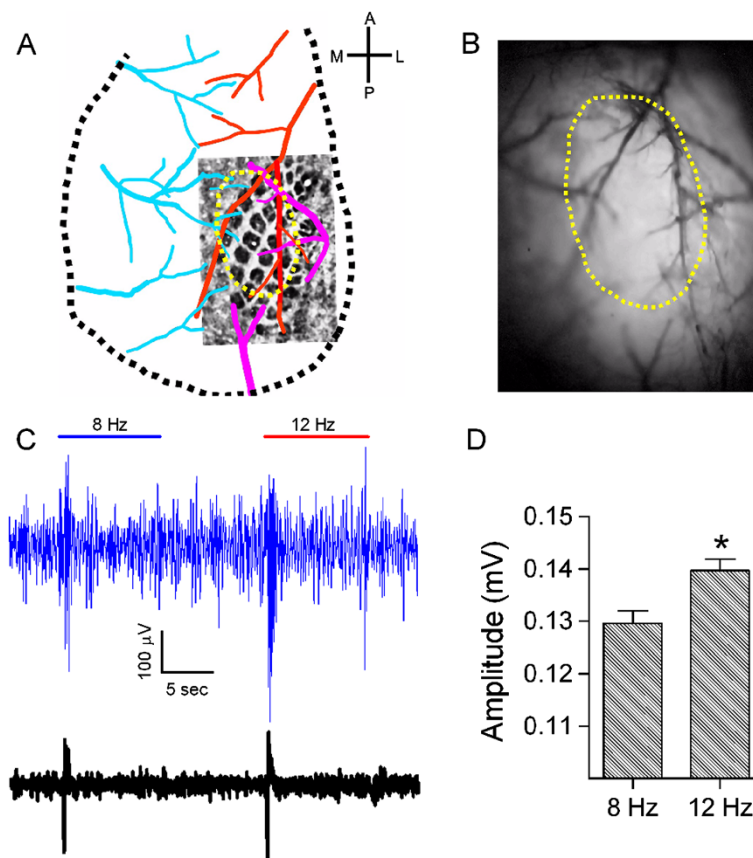 A
A
M L
P
B
C
8 Hz
12 Hz
100 μV
5 sec
D
Amplitude (mV)
0.15
0.14
0.13
0.12
0.11
*
8 Hz
12 Hz